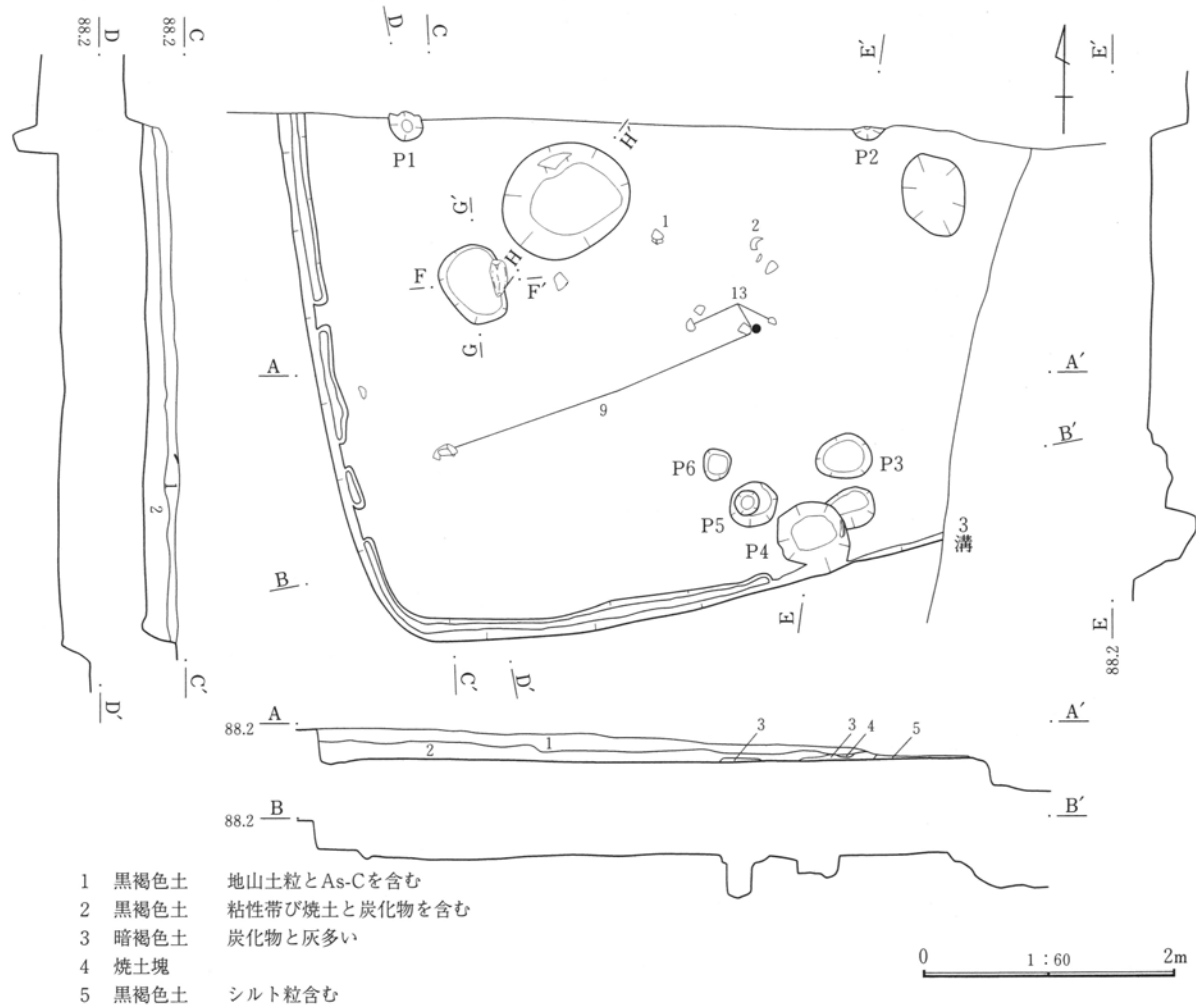 D
88.2
C
88.2
D
C
E′
E′
P1
H′
P2
G′
1
2
H
F
F′
13
G
A
A′
9
B′
P6
P3
P5
P4
3溝
B
E
E
88.2
D′
C′
C′
D′
A
88.2
A′
3
3
4
5
1
2
1
2
B
88.2
B′
1 黒褐色土 地山土粒とAs-Cを含む
2 黒褐色土 粘性帯び焼土と炭化物を含む
3 暗褐色土 炭化物と灰多い
4 焼土塊
5 黒褐色土 シルト粒含む
0 1:60 2m